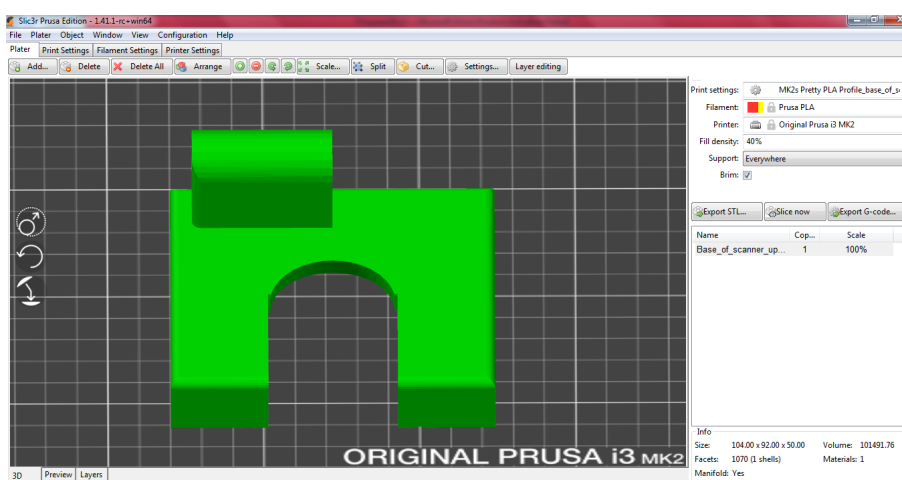 Slic3r Prusa Edition - 1.41.1-rc+win64
File Plater Object Window View Configuration Help
Plater Print Settings Filament Settings Printer Settings
Add... Delete Delete All Arrange Scale... Split Cut... Settings... Layer editing
Print settings: MK2s Pretty PLA Profile_base_of_s
Filament: Prusa PLA
Printer: Original Prusa i3 MK2
Fill density: 40%
Support: Everywhere
Brim:
Export STL... Slice now Export G-code...
Name Cop... Scale
Base_of_scanner_up... 1 100%
ORIGINAL PRUSA i3 MK2
Info
Size: 104.00 x 92.00 x 50.00 Volume: 101491.76
Facets: 1070 (1 shells) Materials: 1
Manifold: Yes
3D Preview Layers